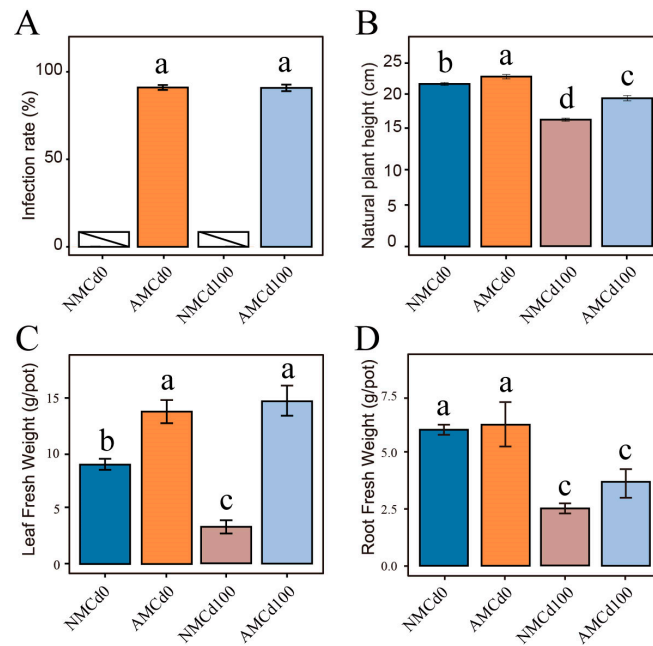 A
Infection rate (%)
100
50
0
a
a
NMCd0
AMCd0
NMCd100
AMCd100
B
Natural plant height (cm)
25
20
15
10
5
0
b
a
d
c
NMCd0
AMCd0
NMCd100
AMCd100
C
Leaf Fresh Weight (g/pot)
15
10
5
0
b
a
c
a
NMCd0
AMCd0
NMCd100
AMCd100
D
Root Fresh Weight (g/pot)
7.5
5.0
2.5
0.0
a
a
c
c
NMCd0
AMCd0
NMCd100
AMCd100